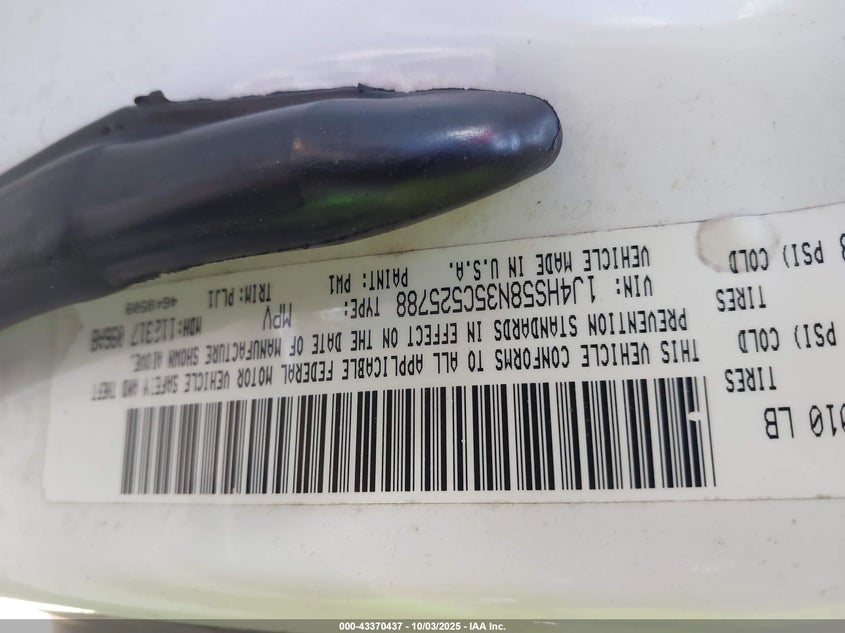 010 LB
TIRES
PSI) COLD
TIRES
PSI) COLD
THIS VEHICLE CONFORMS TO ALL APPLICABLE FEDERAL MOTOR VEHICLE SAFETY AND THEFT
PREVENTION STANDARDS IN EFFECT ON THE DATE OF MANUFACTURE SHOWN ABOVE.
VIN: 1J4HS58N35C525788 TYPE: MPV MDH: 112317 096AB
VEHICLE MADE IN U.S.A. PAINT: PW1 TRIM: PLJ1 4648509
000-43370437 - 10/03/2025 - IAA Inc.